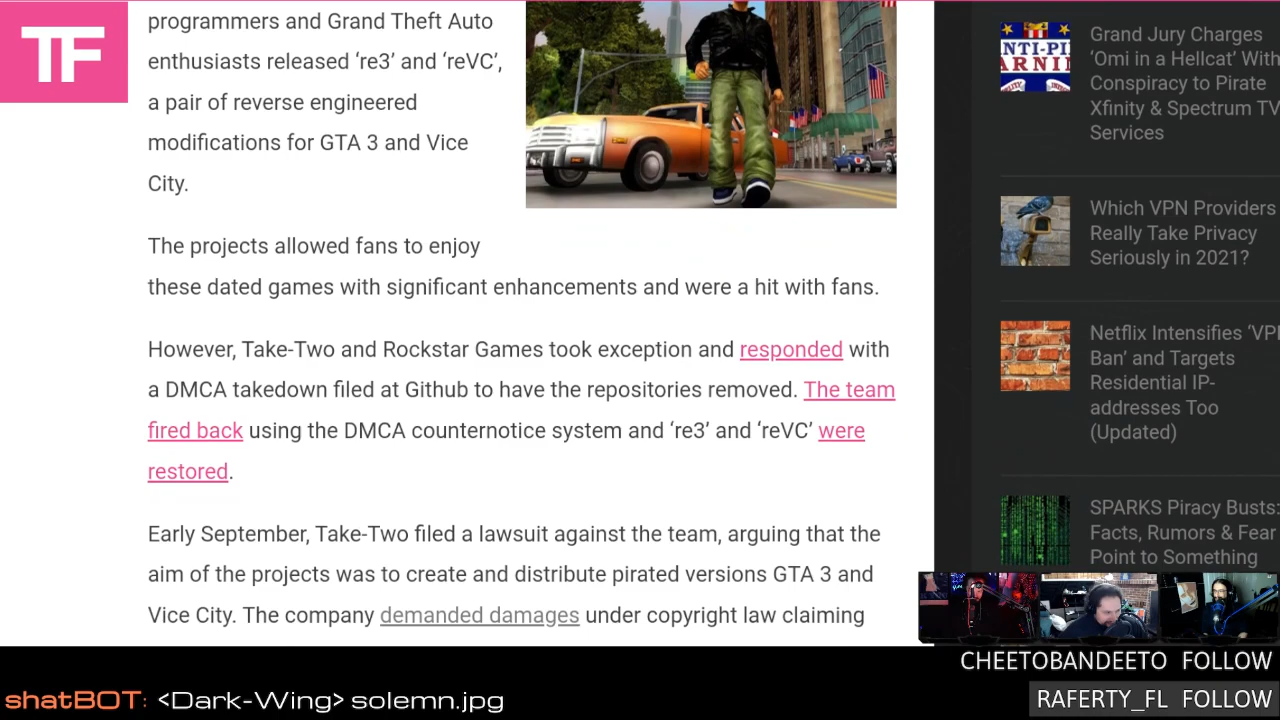 TF
programmers and Grand Theft Auto
enthusiasts released ‘re3’ and ‘reVC’,
a pair of reverse engineered
modifications for GTA 3 and Vice
City.
The projects allowed fans to enjoy
these dated games with significant enhancements and were a hit with fans.
However, Take-Two and Rockstar Games took exception and responded with
a DMCA takedown filed at Github to have the repositories removed. The team
fired back using the DMCA counternotice system and ‘re3’ and ‘reVC’ were
restored.
Early September, Take-Two filed a lawsuit against the team, arguing that the
aim of the projects was to create and distribute pirated versions GTA 3 and
Vice City. The company demanded damages under copyright law claiming
Grand Jury Charges
‘Omi in a Hellcat’ With
Conspiracy to Pirate
Xfinity & Spectrum TV
Services
Which VPN Providers
Really Take Privacy
Seriously in 2021?
Netflix Intensifies ‘VPN
Ban’ and Targets
Residential IP-
addresses Too
(Updated)
SPARKS Piracy Busts:
Facts, Rumors & Fear
Point to Something
CHEETOBANDEETO FOLLOW
RAFERTY_FL FOLLOW
shatBOT: <Dark-Wing> solemn.jpg